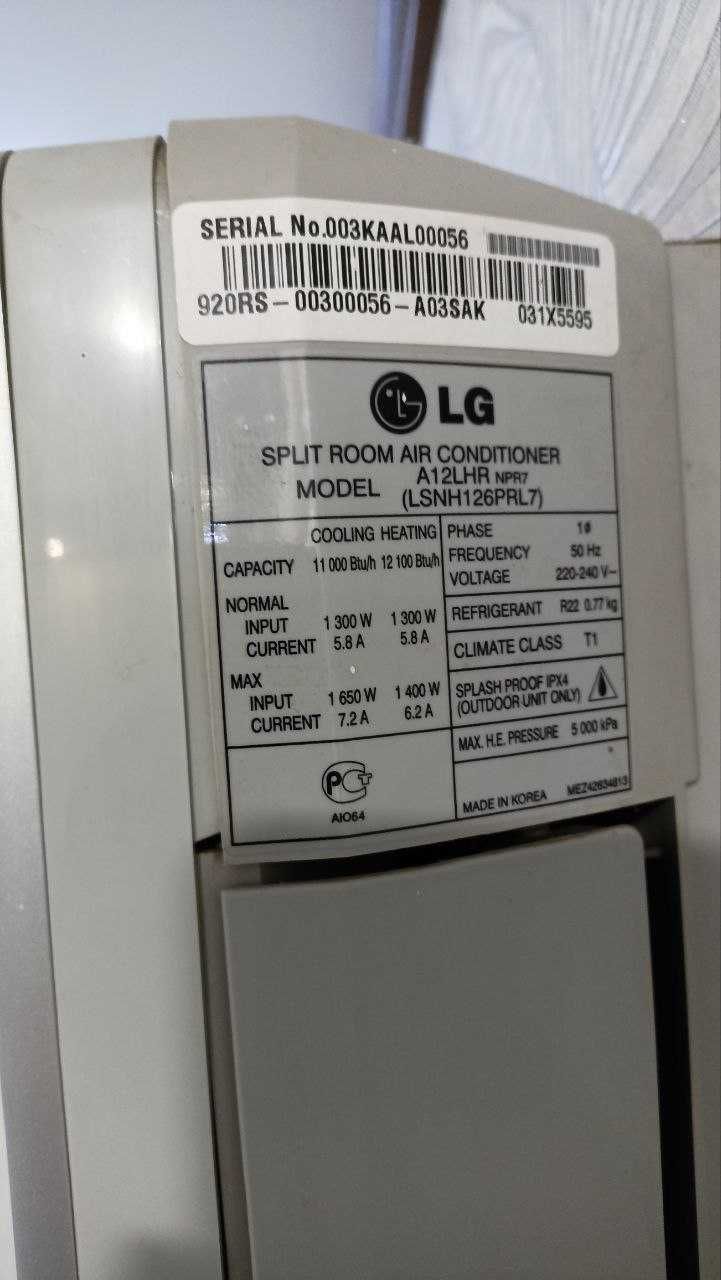 SERIAL No.003KAAL00056
920RS-00300056-A03SAK 031X5595
LG
SPLIT ROOM AIR CONDITIONER
MODEL A12LHR NPR7
(LSNH126PRL7)
COOLING HEATING
CAPACITY 11 000 Btu/h 12 100 Btu/h
NORMAL
INPUT 1 300 W 1 300 W
CURRENT 5.8 A 5.8 A
MAX
INPUT 1 650 W 1 400 W
CURRENT 7.2 A 6.2 A
PHASE 1ø
FREQUENCY 50 Hz
VOLTAGE 220-240 V~
REFRIGERANT R22 0.77 kg
CLIMATE CLASS T1
SPLASH PROOF IPX4
(OUTDOOR UNIT ONLY)
MAX. H.E. PRESSURE 5 000 kPa
PCT
АЮ64
MADE IN KOREA MEZ42634813